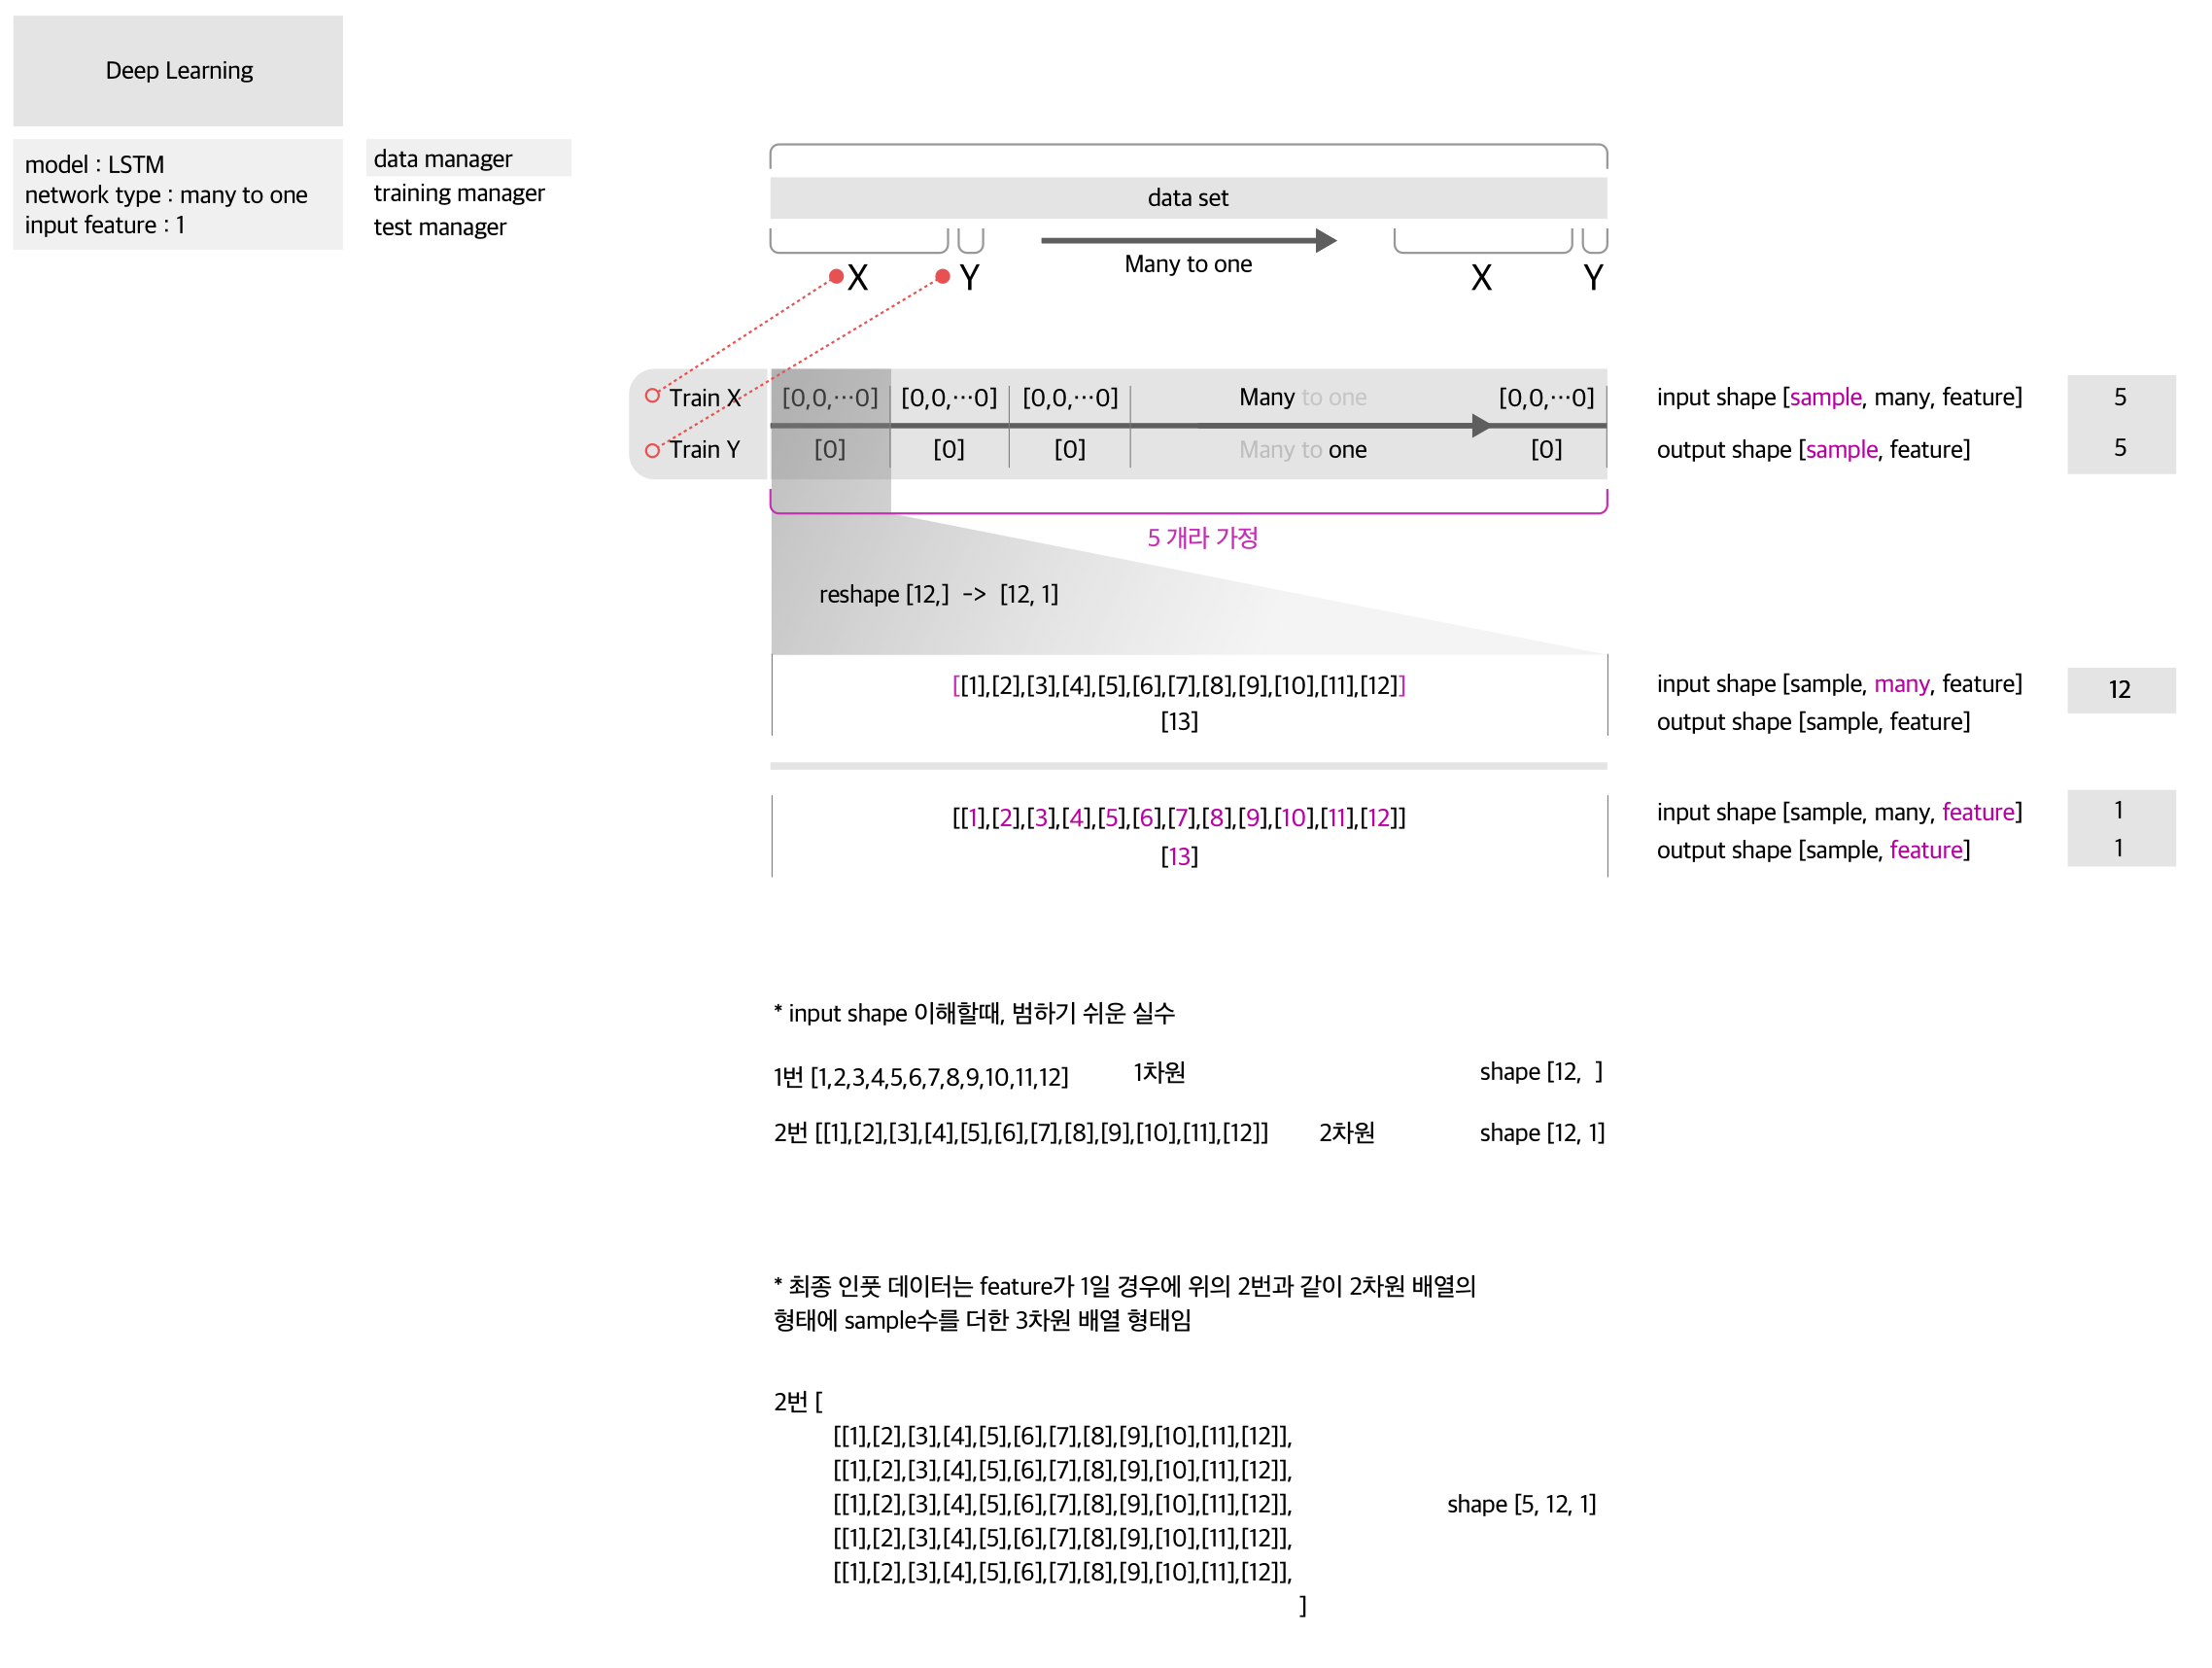 Deep Learning
model : LSTM
network type : many to one
input feature : 1
data manager
training manager
test manager
data set
Many to one
X
Y
X
Y
Train X
[0,0,⋯0]
[0,0,⋯0]
[0,0,⋯0]
Many to one
[0,0,⋯0]
input shape [sample, many, feature]
5
Train Y
[0]
[0]
[0]
Many to one
[0]
output shape [sample, feature]
5
5 개라 가정
reshape [12,] -> [12, 1]
[[1],[2],[3],[4],[5],[6],[7],[8],[9],[10],[11],[12]]
input shape [sample, many, feature]
12
[13]
output shape [sample, feature]
[[1],[2],[3],[4],[5],[6],[7],[8],[9],[10],[11],[12]]
input shape [sample, many, feature]
1
[13]
output shape [sample, feature]
1
* input shape 이해할때, 범하기 쉬운 실수
1번 [1,2,3,4,5,6,7,8,9,10,11,12]
1차원
shape [12, ]
2번 [[1],[2],[3],[4],[5],[6],[7],[8],[9],[10],[11],[12]]
2차원
shape [12, 1]
* 최종 인풋 데이터는 feature가 1일 경우에 위의 2번과 같이 2차원 배열의
형태에 sample수를 더한 3차원 배열 형태임
2번 [
[[1],[2],[3],[4],[5],[6],[7],[8],[9],[10],[11],[12]],
[[1],[2],[3],[4],[5],[6],[7],[8],[9],[10],[11],[12]],
[[1],[2],[3],[4],[5],[6],[7],[8],[9],[10],[11],[12]],
shape [5, 12, 1]
[[1],[2],[3],[4],[5],[6],[7],[8],[9],[10],[11],[12]],
[[1],[2],[3],[4],[5],[6],[7],[8],[9],[10],[11],[12]],
]